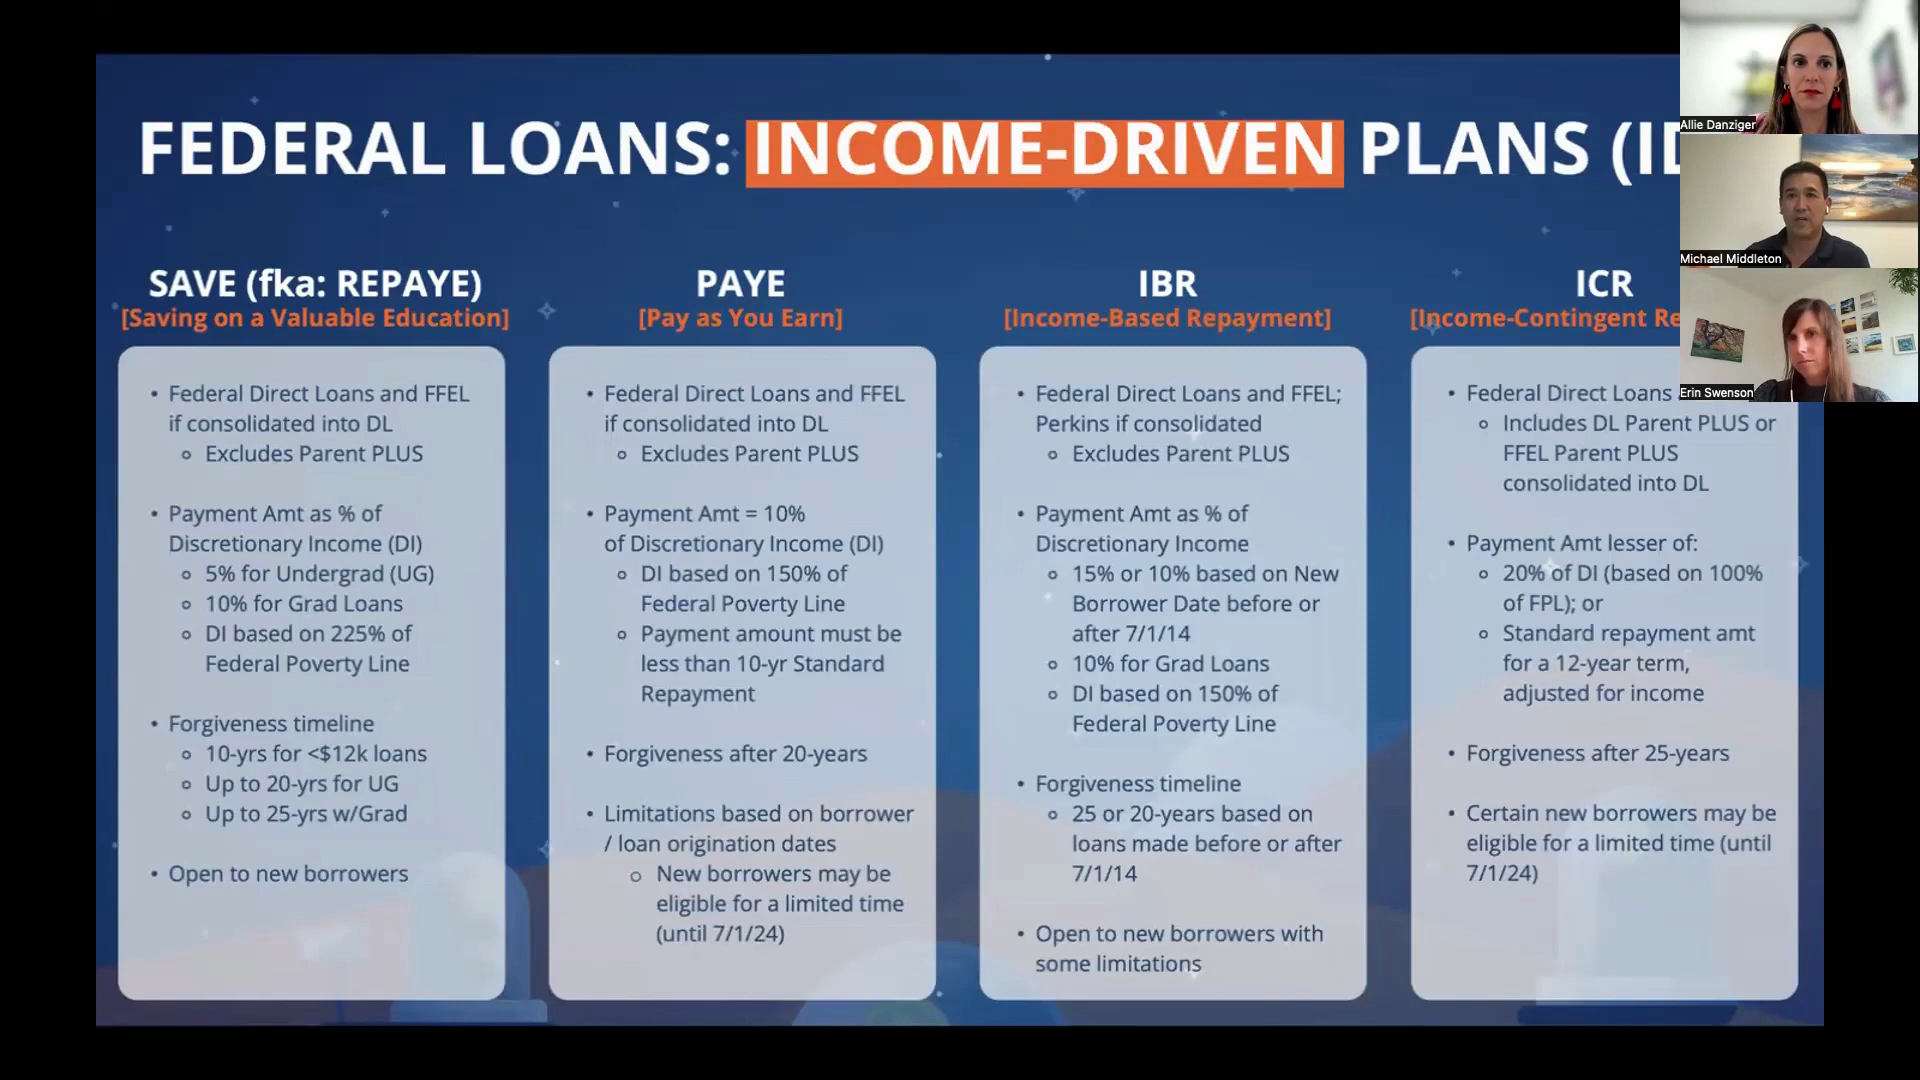 FEDERAL LOANS: INCOME-DRIVEN PLANS
SAVE (fka: REPAYE)
[Saving on a Valuable Education]
• Federal Direct Loans and FFEL
if consolidated into DL
◦ Excludes Parent PLUS
• Payment Amt as % of
Discretionary Income (DI)
◦ 5% for Undergrad (UG)
◦ 10% for Grad Loans
◦ DI based on 225% of
Federal Poverty Line
• Forgiveness timeline
◦ 10-yrs for <$12k loans
◦ Up to 20-yrs for UG
◦ Up to 25-yrs w/Grad
• Open to new borrowers
PAYE
[Pay as You Earn]
• Federal Direct Loans and FFEL
if consolidated into DL
◦ Excludes Parent PLUS
• Payment Amt = 10%
of Discretionary Income (DI)
◦ DI based on 150% of
Federal Poverty Line
◦ Payment amount must be
less than 10-yr Standard
Repayment
• Forgiveness after 20-years
• Limitations based on borrower
/ loan origination dates
◦ New borrowers may be
eligible for a limited time
(until 7/1/24)
IBR
[Income-Based Repayment]
• Federal Direct Loans and FFEL;
Perkins if consolidated
◦ Excludes Parent PLUS
• Payment Amt as % of
Discretionary Income
◦ 15% or 10% based on New
Borrower Date before or
after 7/1/14
◦ 10% for Grad Loans
◦ DI based on 150% of
Federal Poverty Line
• Forgiveness timeline
◦ 25 or 20-years based on
loans made before or after
7/1/14
• Open to new borrowers with
some limitations
ICR
[Income-Contingent
• Federal Direct Loans
◦ Includes DL Parent PLUS or
FFEL Parent PLUS
consolidated into DL
• Payment Amt lesser of:
◦ 20% of DI (based on 100%
of FPL); or
◦ Standard repayment amt
for a 12-year term,
adjusted for income
• Forgiveness after 25-years
• Certain new borrowers may be
eligible for a limited time (until
7/1/24)
Allie Danziger
Michael Middleton
Erin Swenson